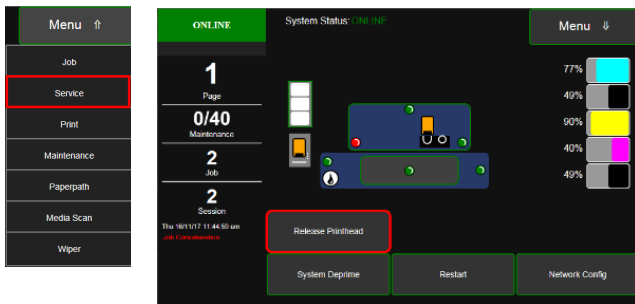 Menu ⇑
Job
Service
Print
Maintenance
Paperpath
Media Scan
Wiper
ONLINE
System Status: ONLINE
Menu ⇓
1
Page
0/40
Maintenance
2
Job
2
Session
Thu 16/11/17 11:44:59 am
77%
49%
90%
40%
49%
Release Printhead
System Deprime
Restart
Network Config